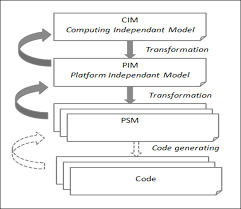 CIM
Computing Independant Model
Transformation
PIM
Platform Independant Model
Transformation
PSM
Code generating
Code